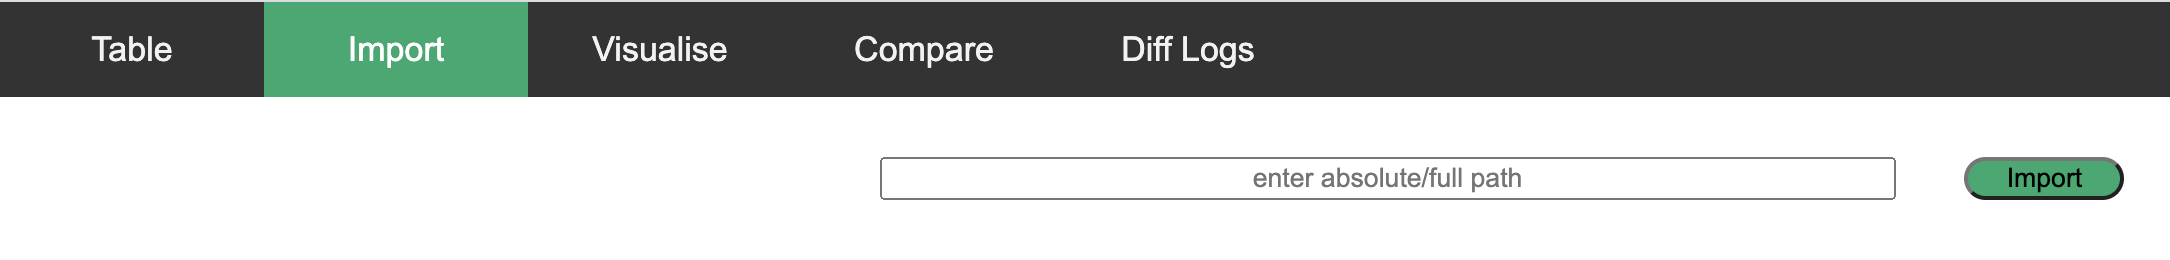 Table Import Visualise Compare Diff Logs
enter absolute/full path Import